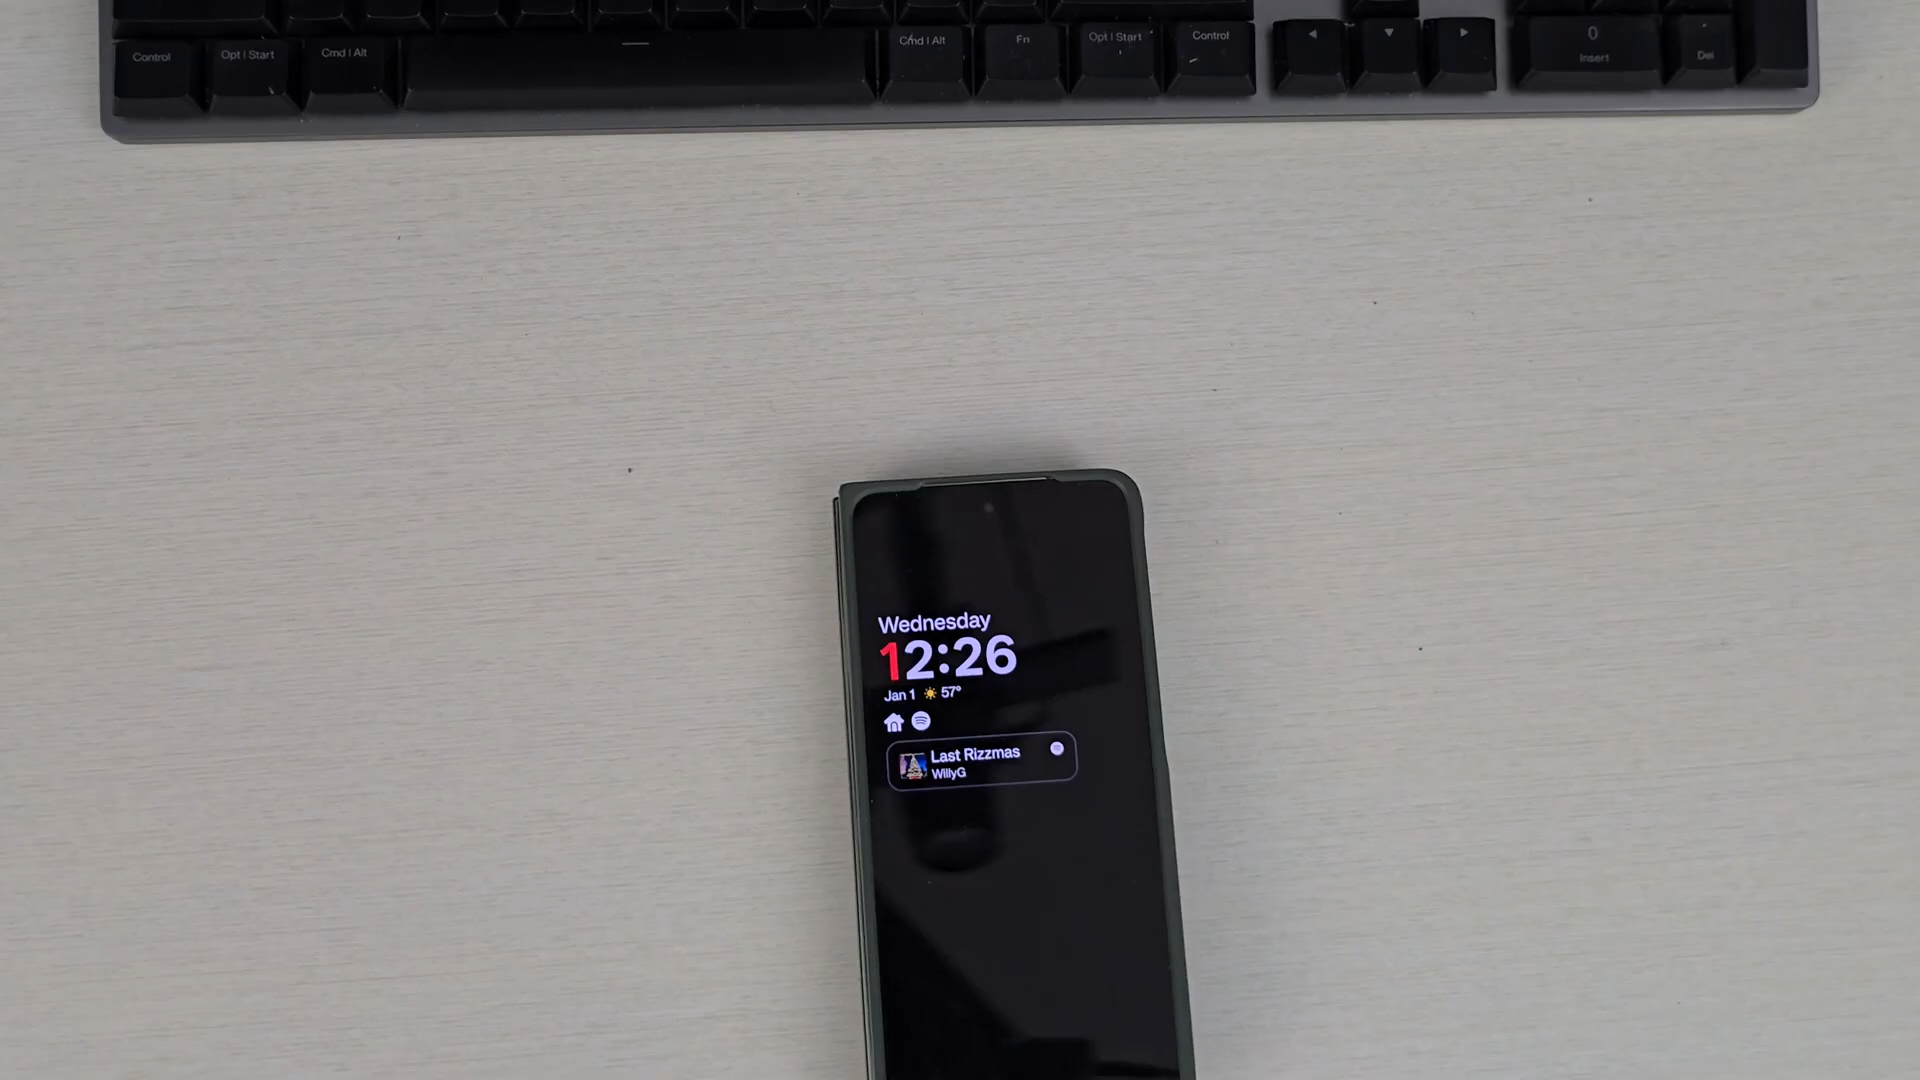 Control
Opt | Start
Cmd | Alt
Cmd | Alt
Fn
Opt | Start
Control
0
Insert
Del
Wednesday
12:26
Jan 1 57°
Last Rizzmas
WillyG